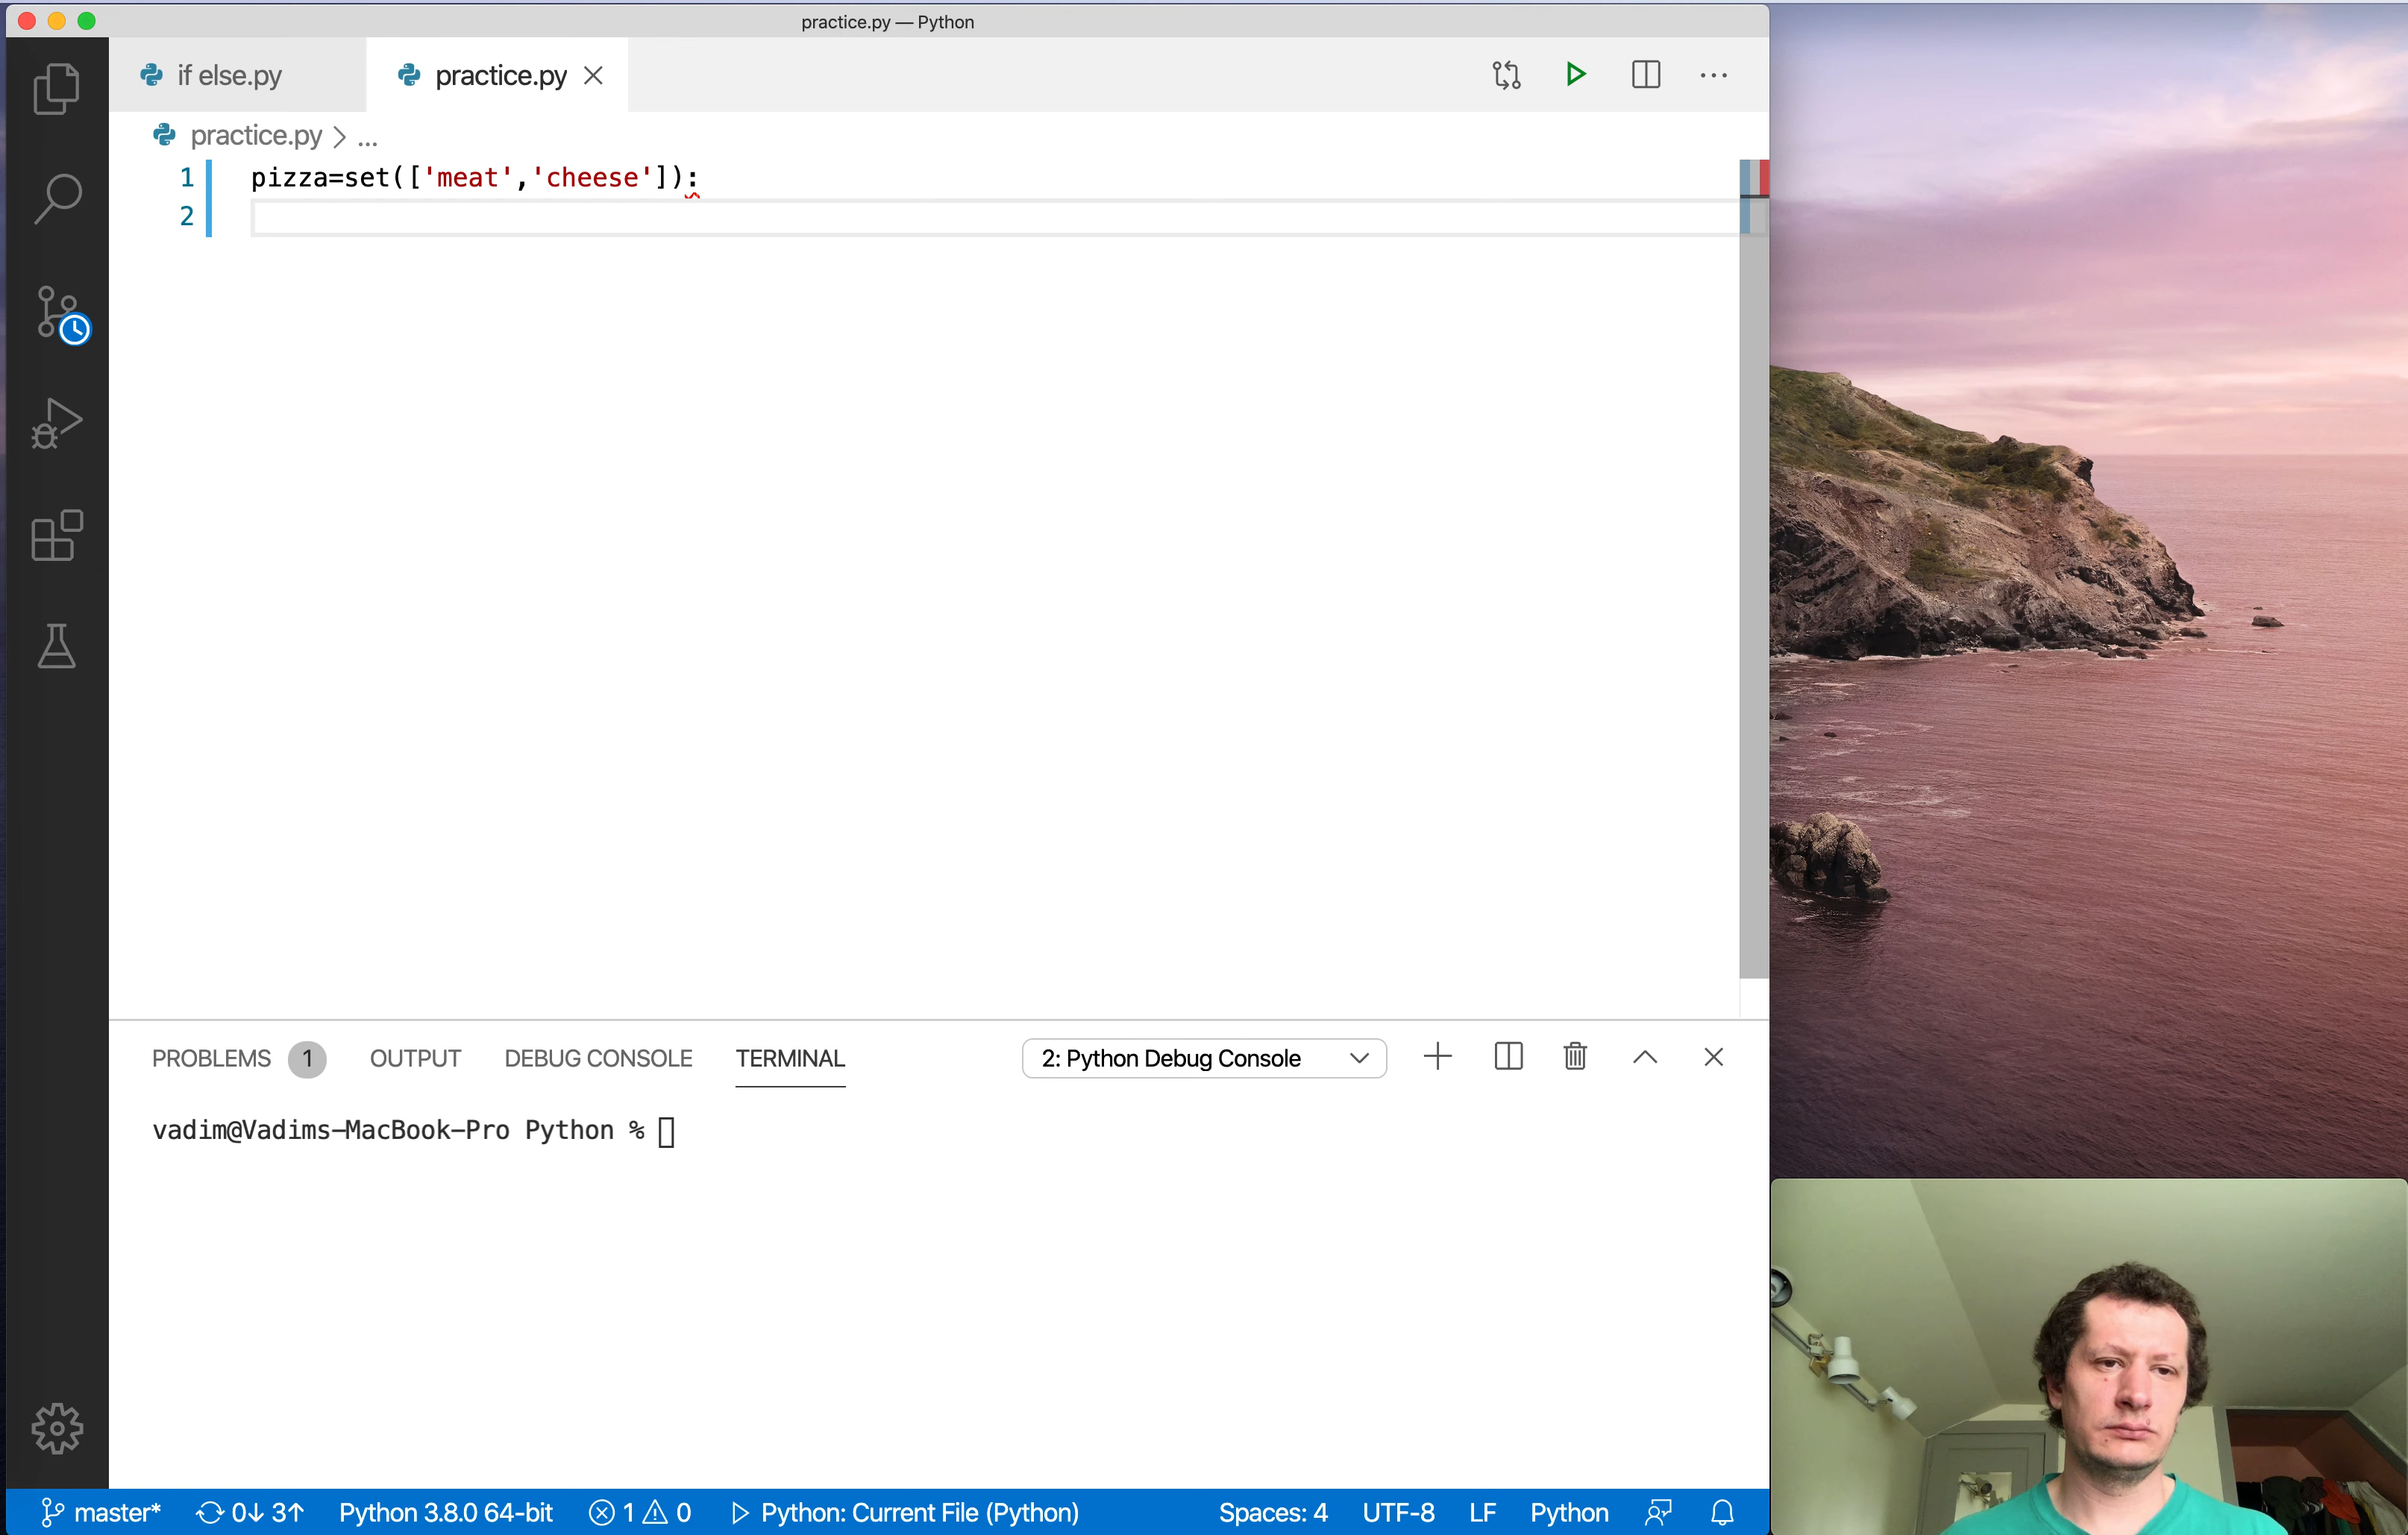 practice.py — Python
if else.py
practice.py
practice.py > ...
1 pizza=set(['meat','cheese']):
2
PROBLEMS 1 OUTPUT DEBUG CONSOLE TERMINAL 2: Python Debug Console
vadim@Vadims-MacBook-Pro Python %
master* 0↓ 3↑ Python 3.8.0 64-bit 1 0 Python: Current File (Python) Spaces: 4 UTF-8 LF Python